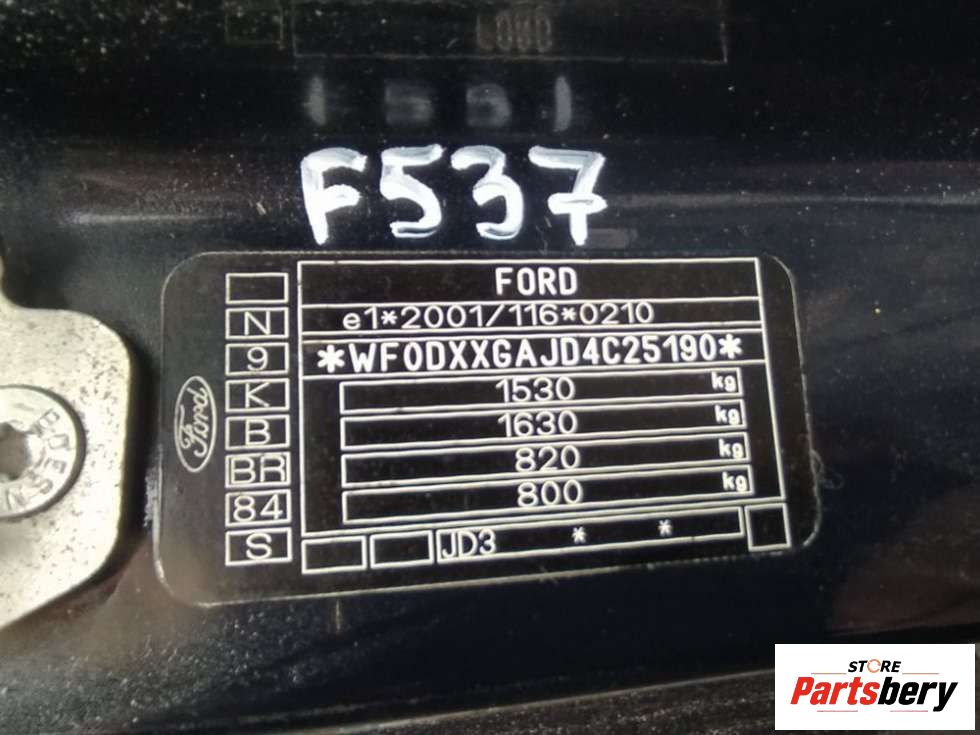 F537
FORD
e1*2001/116*0210
*WF0DXXGAJD4C25190*
1530 kg
1630 kg
820 kg
800 kg
JD3 * *
N
9
K
B
BR
84
S
Ford
STORE
Partsbery